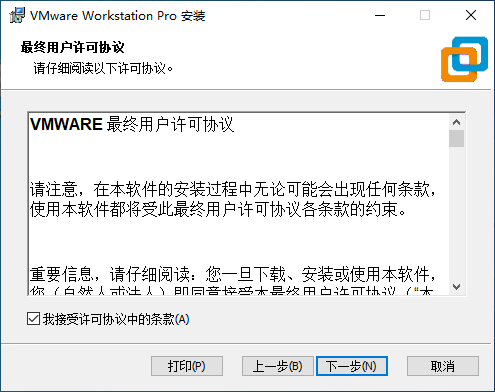 VMware Workstation Pro 安装
最终用户许可协议
请仔细阅读以下许可协议。
VMWARE 最终用户许可协议
请注意，在本软件的安装过程中无论可能会出现任何条款，
使用本软件都将受此最终用户许可协议各条款的约束。
重要信息，请仔细阅读：您一旦下载、安装或使用本软件，
您（自然人或法人）即同意接受本最终用户许可协议（“本
我接受许可协议中的条款(A)
打印(P)
上一步(B)
下一步(N)
取消